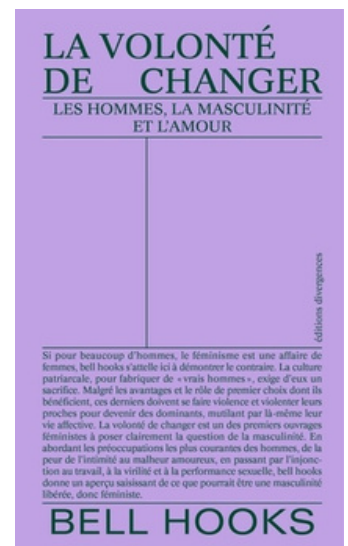 LA VOLONTÉ
DE CHANGER
LES HOMMES, LA MASCULINITÉ
ET L'AMOUR
éditions divergences
Si pour beaucoup d'hommes, le féminisme est une affaire de
femmes, bell hooks s'attelle ici à démontrer le contraire. La culture
patriarcale, pour fabriquer de « vrais hommes », exige d'eux un
sacrifice. Malgré les avantages et le rôle de premier choix dont ils
bénéficient, ces derniers doivent se faire violence et violenter leurs
proches pour devenir des dominants, mutilant par là-même leur
vie affective. La volonté de changer est un des premiers ouvrages
féministes à poser clairement la question de la masculinité. En
abordant les préoccupations les plus courantes des hommes, de la
peur de l'intimité au malheur amoureux, en passant par l'injonc-
tion au travail, à la virilité et à la performance sexuelle, bell hooks
donne un aperçu saisissant de ce que pourrait être une masculinité
libérée, donc féministe.
BELL HOOKS